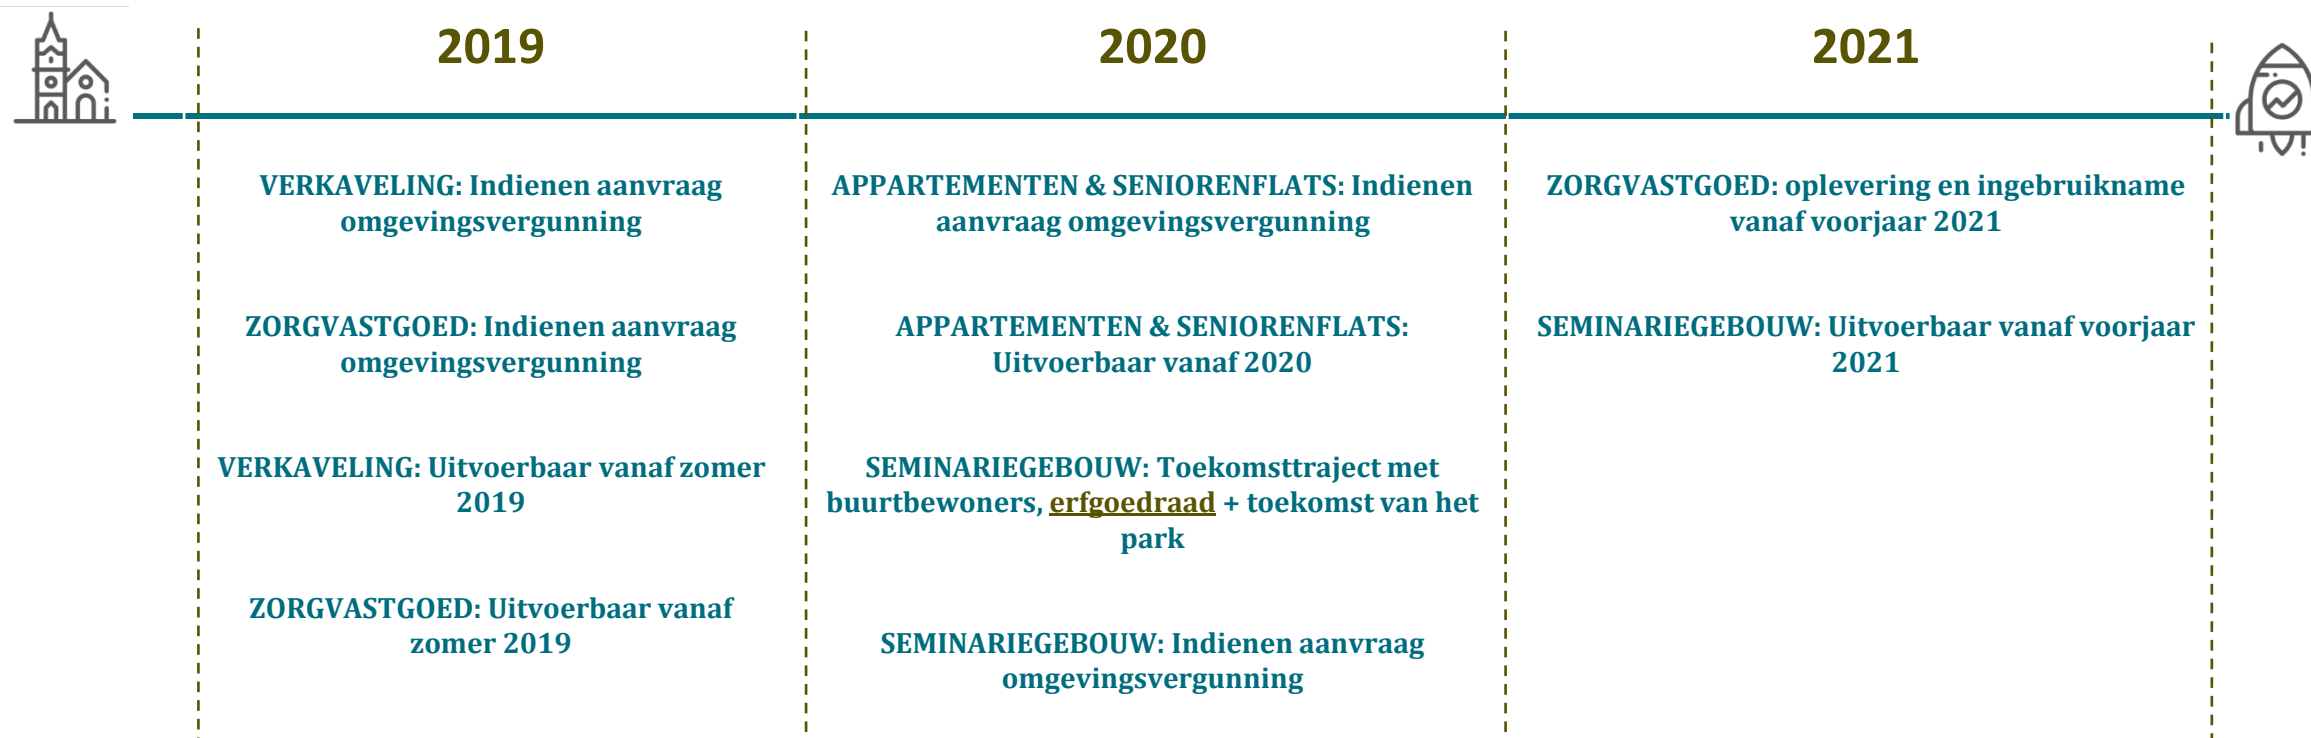 2019
VERKAVELING: Indienen aanvraag
omgevingsvergunning
ZORGVASTGOED: Indienen aanvraag
omgevingsvergunning
VERKAVELING: Uitvoerbaar vanaf zomer
2019
ZORGVASTGOED: Uitvoerbaar vanaf
zomer 2019
2020
APPARTEMENTEN & SENIORENFLATS: Indienen
aanvraag omgevingsvergunning
APPARTEMENTEN & SENIORENFLATS:
Uitvoerbaar vanaf 2020
SEMINARIEGEBOUW: Toekomsttraject met
buurtbewoners, erfgoedraad + toekomst van het
park
SEMINARIEGEBOUW: Indienen aanvraag
omgevingsvergunning
2021
ZORGVASTGOED: oplevering en ingebruikname
vanaf voorjaar 2021
SEMINARIEGEBOUW: Uitvoerbaar vanaf voorjaar
2021